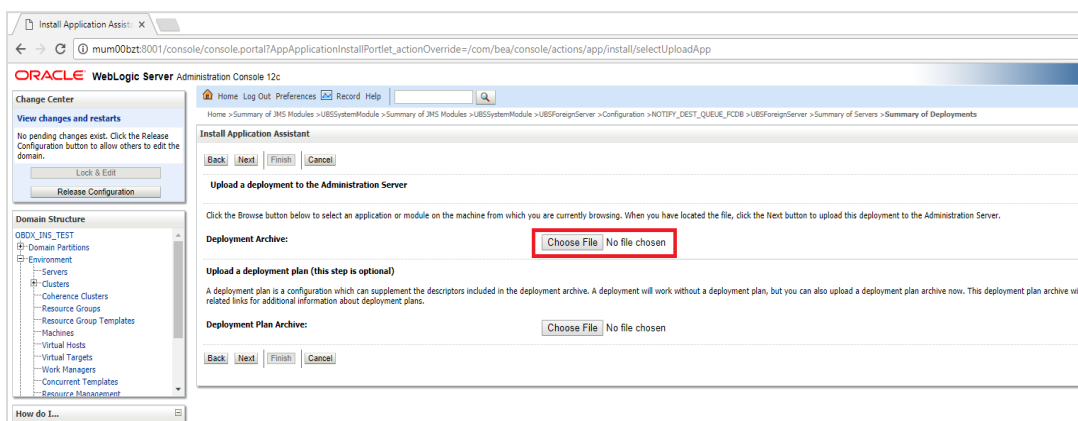 Install Application Assist
mum00bzt:8001/console/console.portal?AppApplicationInstallPortlet_actionOverride=/com/bea/console/actions/app/install/selectUploadApp
ORACLE WebLogic Server Administration Console 12c
Change Center
View changes and restarts
No pending changes exist. Click the Release
Configuration button to allow others to edit the
domain.
Lock & Edit
Release Configuration
Domain Structure
OBDX_INS_TEST
Domain Partitions
Environment
Servers
Clusters
Coherence Clusters
Resource Groups
Resource Group Templates
Machines
Virtual Hosts
Virtual Targets
Work Managers
Concurrent Templates
Resource Management
How do I...
Home Log Out Preferences Record Help
Home >Summary of JMS Modules >UBSSystemModule >Summary of JMS Modules >UBSSystemModule >UBSForeignServer >Configuration >NOTIFY_DEST_QUEUE_FCDB >UBSForeignServer >Summary of Servers >Summary of Deployments
Install Application Assistant
Back Next Finish Cancel
Upload a deployment to the Administration Server
Click the Browse button below to select an application or module on the machine from which you are currently browsing. When you have located the file, click the Next button to upload this deployment to the Administration Server.
Deployment Archive: Choose File No file chosen
Upload a deployment plan (this step is optional)
A deployment plan is a configuration which can supplement the descriptors included in the deployment archive. A deployment will work without a deployment plan, but you can also upload a deployment plan archive now. This deployment plan archive wi
related links for additional information about deployment plans.
Deployment Plan Archive: Choose File No file chosen
Back Next Finish Cancel